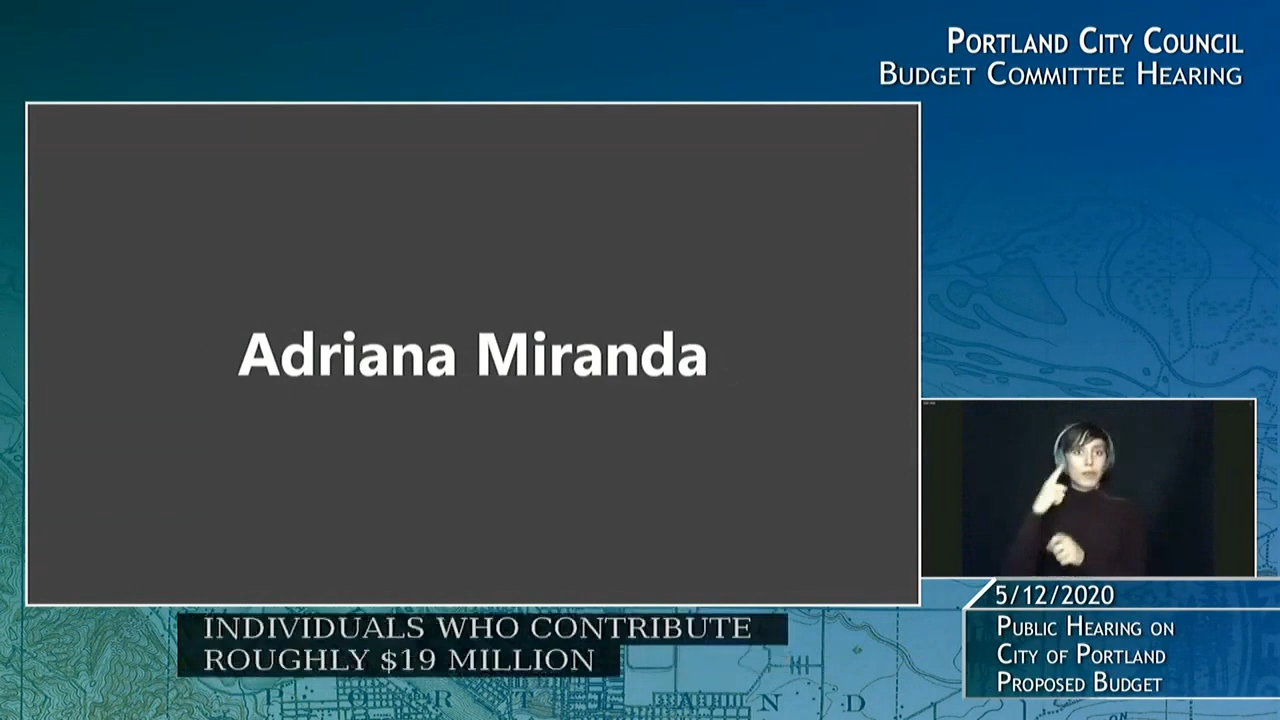 PORTLAND CITY COUNCIL
BUDGET COMMITTEE HEARING
Adriana Miranda
5/12/2020
PUBLIC HEARING ON
CITY OF PORTLAND
PROPOSED BUDGET
INDIVIDUALS WHO CONTRIBUTE
ROUGHLY $19 MILLION